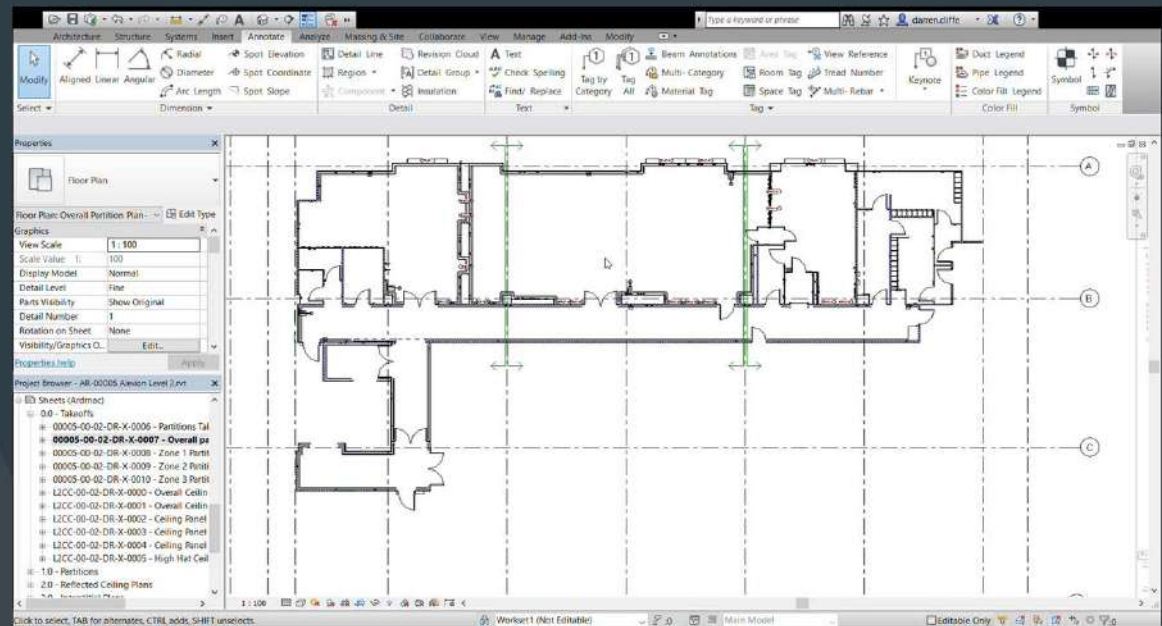 Type a keyword or phrase
darren.cliffe
Architecture Structure Systems Insert Annotate Analyze Massing & Site Collaborate View Manage Add-Ins Modify
Modify
Aligned Linear Angular
Radial
Diameter
Arc Length
Spot Elevation
Spot Coordinate
Spot Slope
Detail Line
Region
Component
Revision Cloud
Detail Group
Insulation
A Text
Check Spelling
Find/ Replace
Tag by Category
Tag All
Beam Annotations
Multi- Category
Material Tag
Area Tag
Room Tag
Space Tag
View Reference
Tread Number
Multi- Rebar
Keynote
Duct Legend
Pipe Legend
Color Fill Legend
Symbol
Select Dimension Detail Text Tag Color Fill Symbol
Properties
Floor Plan
Floor Plan: Overall Partition Plan- Edit Type
Graphics
View Scale 1 : 100
Scale Value 1: 100
Display Model Normal
Detail Level Fine
Parts Visibility Show Original
Detail Number 1
Rotation on Sheet None
Visibility/Graphics O... Edit...
Properties help Apply
Project Browser - AR-00005 Alexion Level 2.rvt
Sheets (Ardmac)
0.0 - Takeoffs
00005-00-02-DR-X-0006 - Partitions Tal
00005-00-02-DR-X-0007 - Overall pa
00005-00-02-DR-X-0008 - Zone 1 Partit
00005-00-02-DR-X-0009 - Zone 2 Partiti
00005-00-02-DR-X-0010 - Zone 3 Partit
L2CC-00-02-DR-X-0000 - Overall Ceilin
L2CC-00-02-DR-X-0001 - Overall Ceilin
L2CC-00-02-DR-X-0002 - Ceiling Panel
L2CC-00-02-DR-X-0003 - Ceiling Panel
L2CC-00-02-DR-X-0004 - Ceiling Panel
L2CC-00-02-DR-X-0005 - High Hat Ceil
1.0 - Partitions
2.0 - Reflected Ceiling Plans
A
B
C
1 : 100
Click to select, TAB for alternates, CTRL adds, SHIFT unselects.
Workset1 (Not Editable)
:0
Main Model
Editable Only
:0